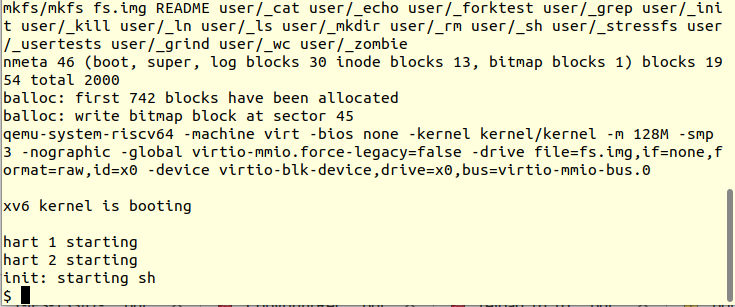 mkfs/mkfs fs.img README user/_cat user/_echo user/_forktest user/_grep user/_ini
t user/_kill user/_ln user/_ls user/_mkdir user/_rm user/_sh user/_stressfs user
/_usertests user/_grind user/_wc user/_zombie
nmeta 46 (boot, super, log blocks 30 inode blocks 13, bitmap blocks 1) blocks 19
54 total 2000
balloc: first 742 blocks have been allocated
balloc: write bitmap block at sector 45
qemu-system-riscv64 -machine virt -bios none -kernel kernel/kernel -m 128M -smp
3 -nographic -global virtio-mmio.force-legacy=false -drive file=fs.img,if=none,f
ormat=raw,id=x0 -device virtio-blk-device,drive=x0,bus=virtio-mmio-bus.0
xv6 kernel is booting
hart 1 starting
hart 2 starting
init: starting sh
$